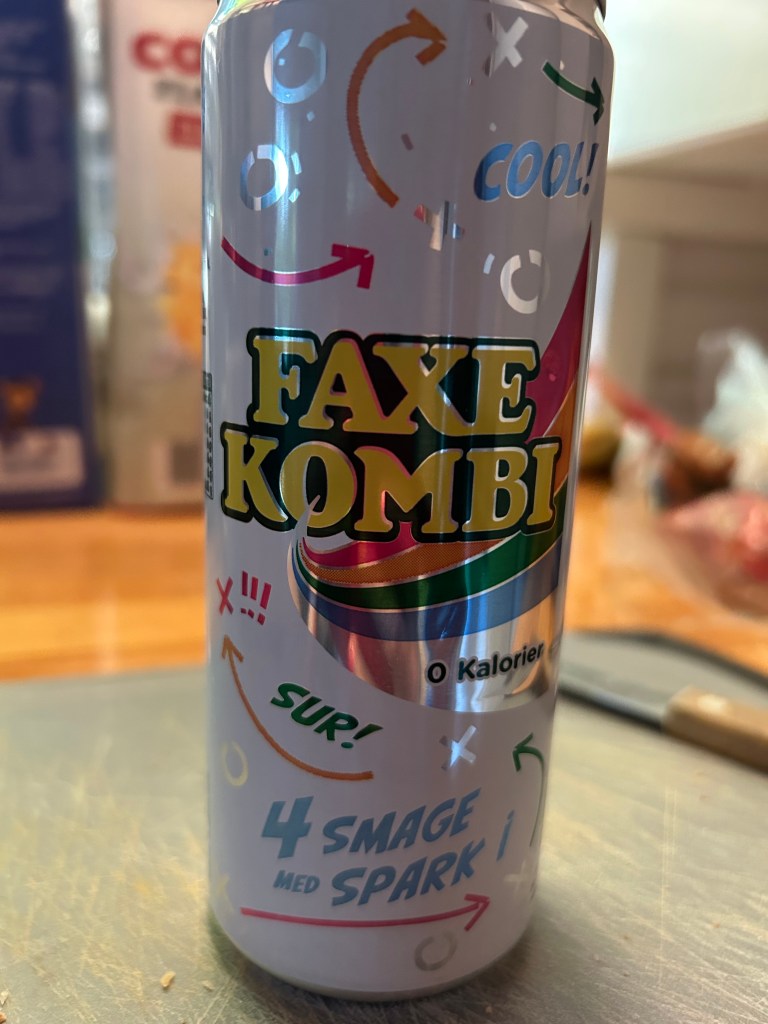 COOL!
FAXE
KOMBI
X!!!
0 Kalorier
SUR!
4 SMAGE
MED SPARK i